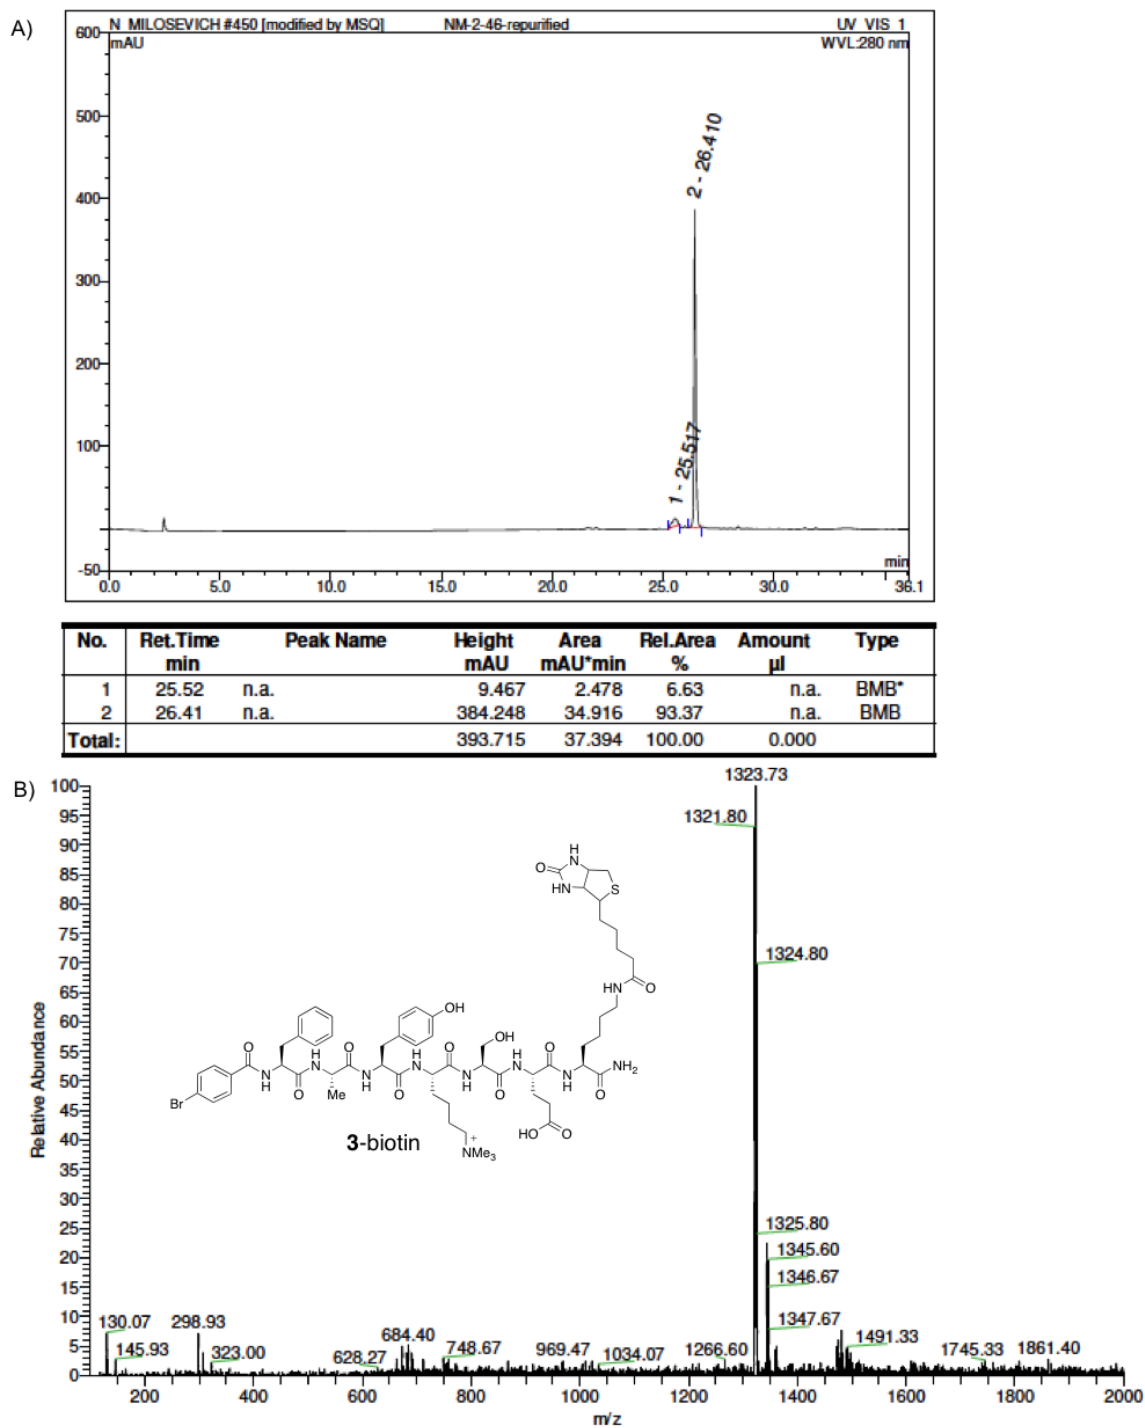 A)
N_MILOSEVICH #450 [modified by MSQ] NM-2-46-repurified UV_VIS_1
mAU WVL:280 nm
600
500
400
300
200
100
-50
2 - 26.410
1 - 25.517
min
0.0 5.0 10.0 15.0 20.0 25.0 30.0 36.1
No. Ret.Time Peak Name Height Area Rel.Area Amount Type
min mAU mAU*min % µl
1 25.52 n.a. 9.467 2.478 6.63 n.a. BMB*
2 26.41 n.a. 384.248 34.916 93.37 n.a. BMB
Total: 393.715 37.394 100.00 0.000
B)
1323.73
1321.80
1324.80
1325.80
1345.60
1346.67
1347.67
1491.33
1745.33
1861.40
130.07
145.93
298.93
323.00
628.27
684.40
748.67
969.47
1034.07
1266.60
100
95
90
85
80
75
70
65
60
55
50
45
40
35
30
25
20
15
10
5
0
Relative Abundance
200 400 600 800 1000 1200 1400 1600 1800 2000
m/z
H
N
O
HN
S
HN
O
OH
OH
O
H
N
O
H
N
O
H
N
O
H
N
O
NH2
Br
N
H
O
Me
N
H
O
N
H
O
N
H
O
HO
O
+
NMe3
3-biotin